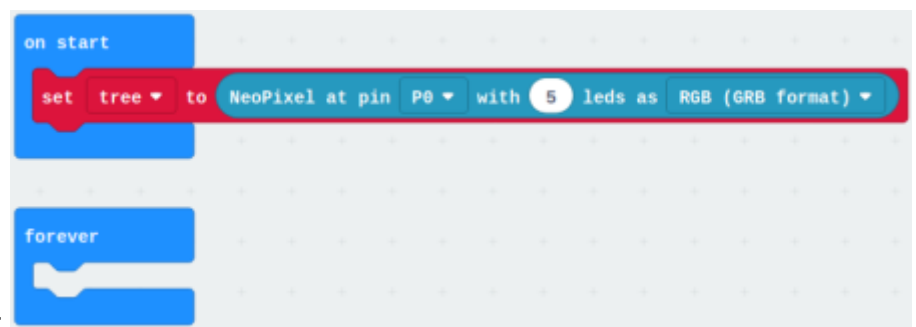 on start
set tree to NeoPixel at pin P0 with 5 leds as RGB (GRB format)
forever